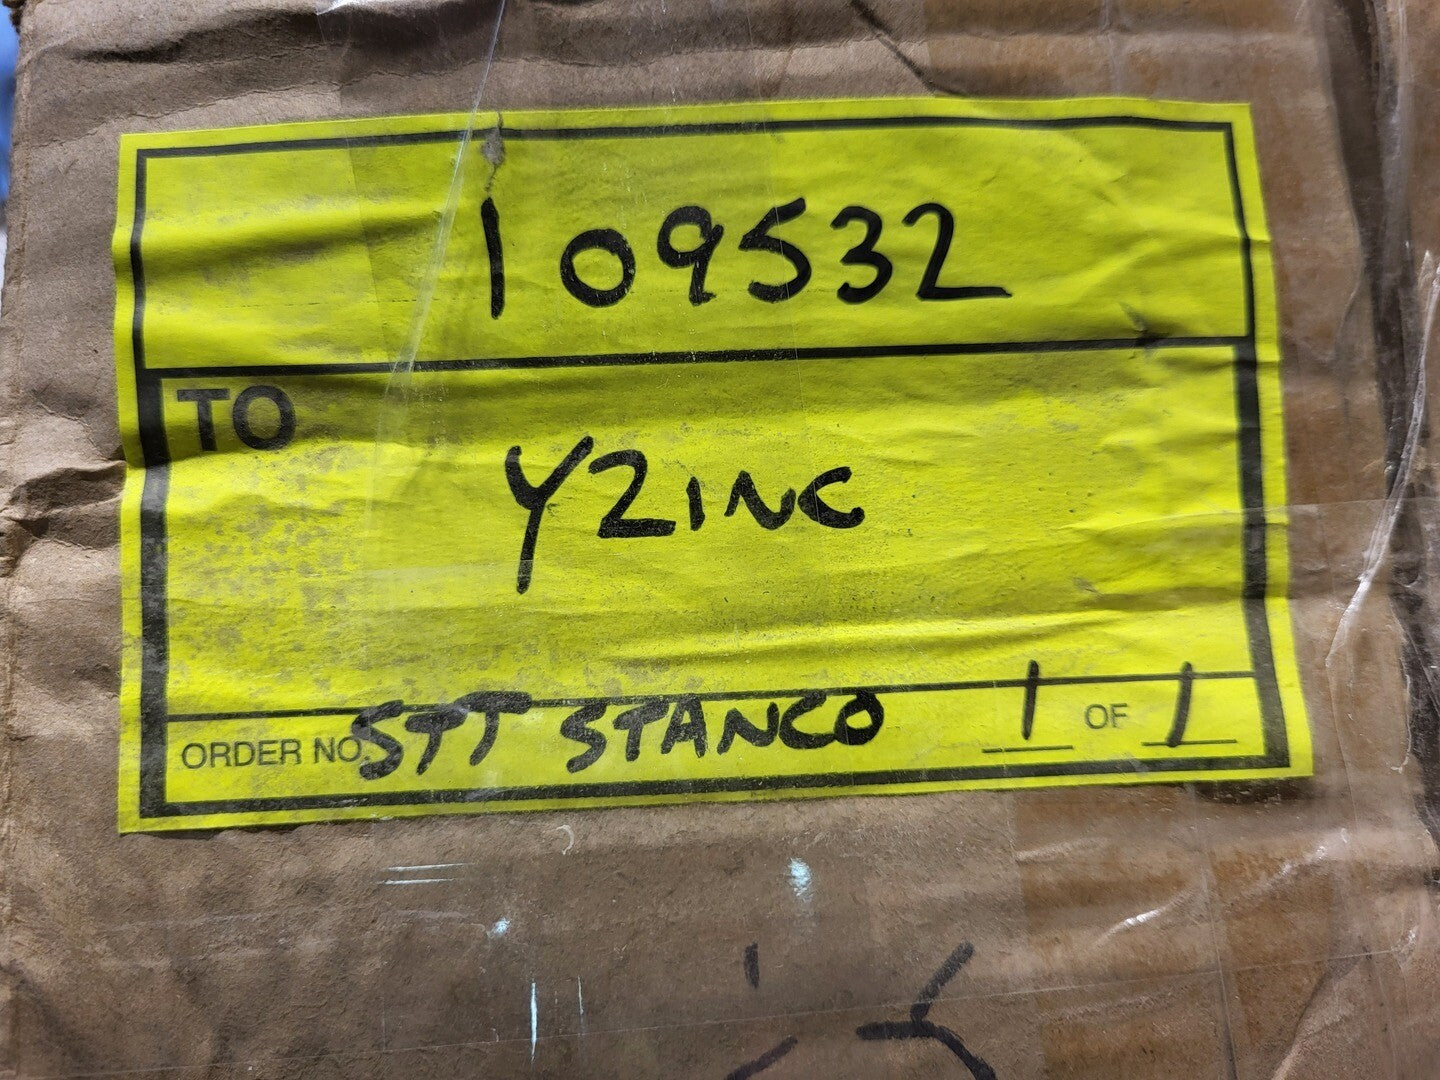 109532
TO
Y2INC
ORDER NO. STT STANCO 1 OF 1